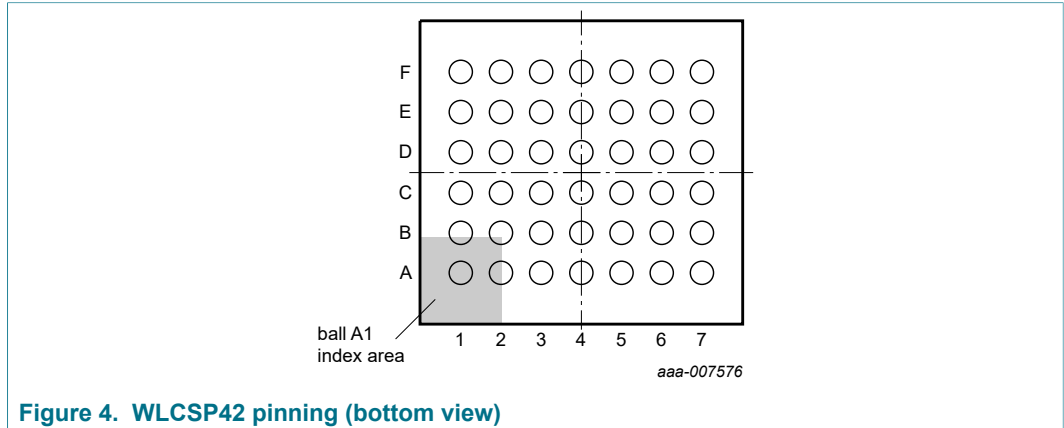 F
E
D
C
B
A
ball A1
index area
1 2 3 4 5 6 7
aaa-007576
Figure 4. WLCSP42 pinning (bottom view)